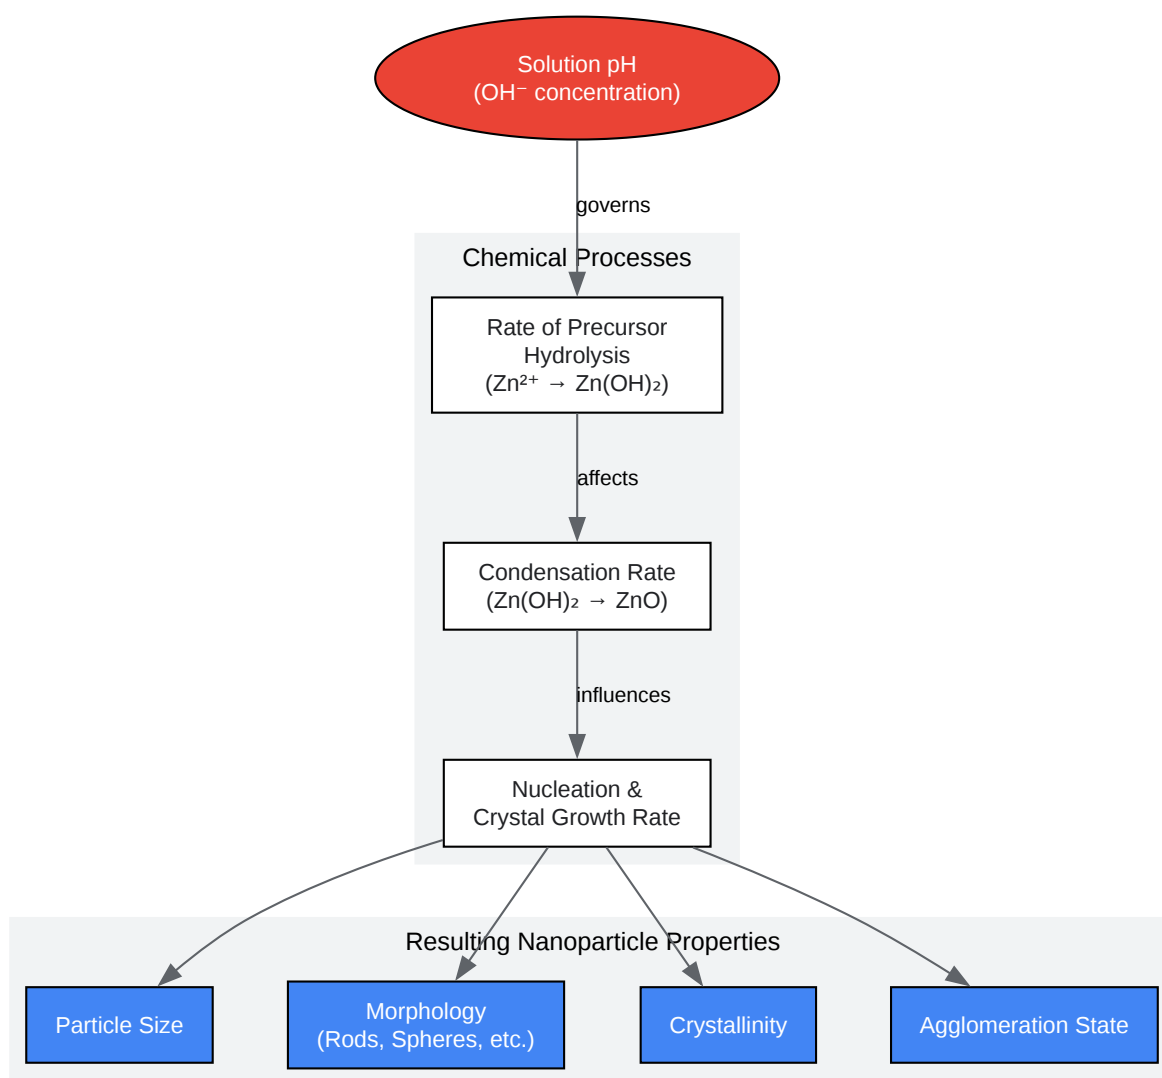 Solution pH
(OH⁻ concentration)
governs
Chemical Processes
Rate of Precursor
Hydrolysis
(Zn²⁺ → Zn(OH)₂)
affects
Condensation Rate
(Zn(OH)₂ → ZnO)
influences
Nucleation &
Crystal Growth Rate
Resulting Nanoparticle Properties
Particle Size
Morphology
(Rods, Spheres, etc.)
Crystallinity
Agglomeration State